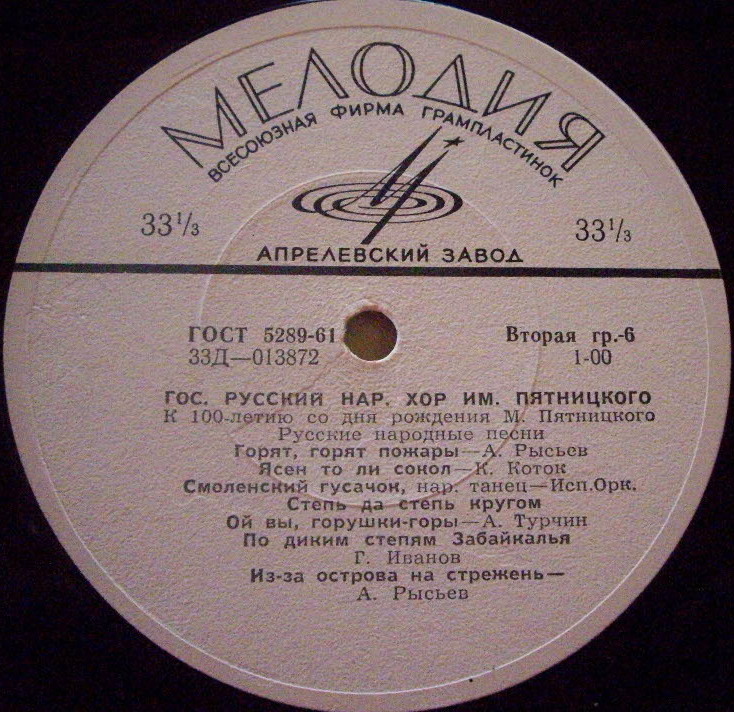 МЕЛОДИЯ
ВСЕСОЮЗНАЯ ФИРМА ГРАМПЛАСТИНОК
33⅓ 33⅓
АПРЕЛЕВСКИЙ ЗАВОД
ГОСТ 5289-61 Вторая гр.-6
33Д—013872 1-00
ГОС. РУССКИЙ НАР. ХОР ИМ. ПЯТНИЦКОГО
К 100-летию со дня рождения М. Пятницкого
Русские народные песни
Горят, горят пожары—А. Рысьев
Ясен то ли сокол—К. Коток
Смоленский гусачок, нар. танец—Исп.Орк.
Степь да степь кругом
Ой вы, горушки-горы—А. Турчин
По диким степям Забайкалья
Г. Иванов
Из-за острова на стрежень—
А. Рысьев